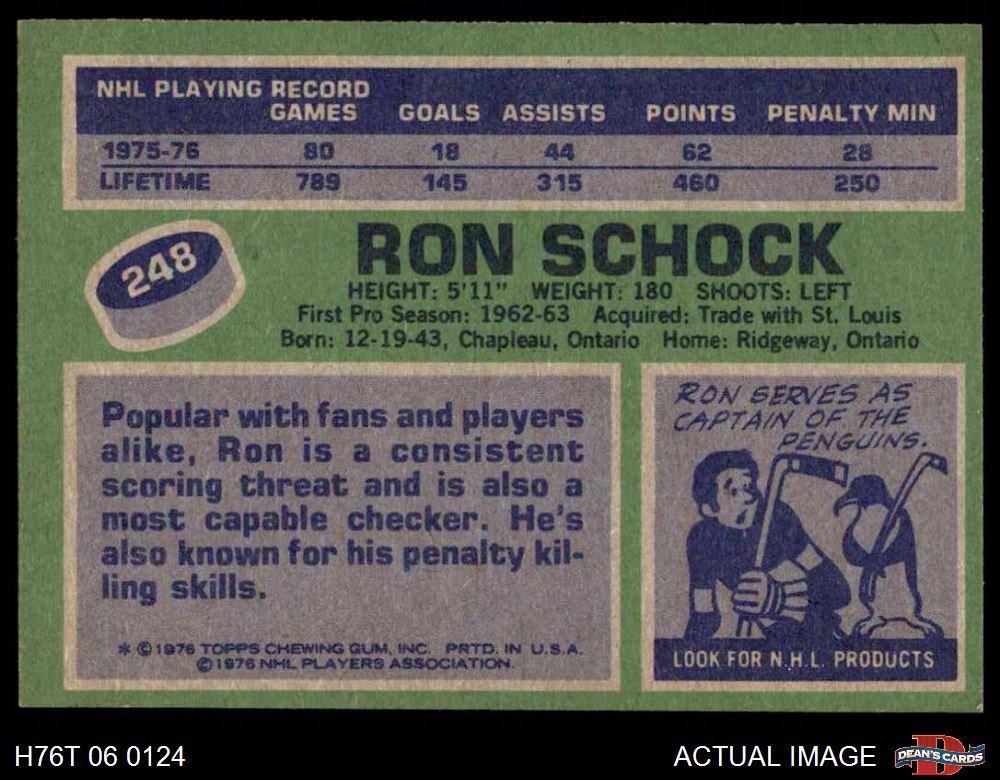 NHL PLAYING RECORD
GAMES GOALS ASSISTS POINTS PENALTY MIN
1975-76 80 18 44 62 28
LIFETIME 789 145 315 460 250
248
RON SCHOCK
HEIGHT: 5'11" WEIGHT: 180 SHOOTS: LEFT
First Pro Season: 1962-63 Acquired: Trade with St. Louis
Born: 12-19-43, Chapleau, Ontario Home: Ridgeway, Ontario
Popular with fans and players
alike, Ron is a consistent
scoring threat and is also a
most capable checker. He's
also known for his penalty kil-
ling skills.
* © 1976 TOPPS CHEWING GUM, INC. PRTD. IN U.S.A.
© 1976 NHL PLAYERS ASSOCIATION.
RON SERVES AS
CAPTAIN OF THE
PENGUINS.
LOOK FOR N.H.L. PRODUCTS
H76T 06 0124
ACTUAL IMAGE
D
DEAN'S CARDS